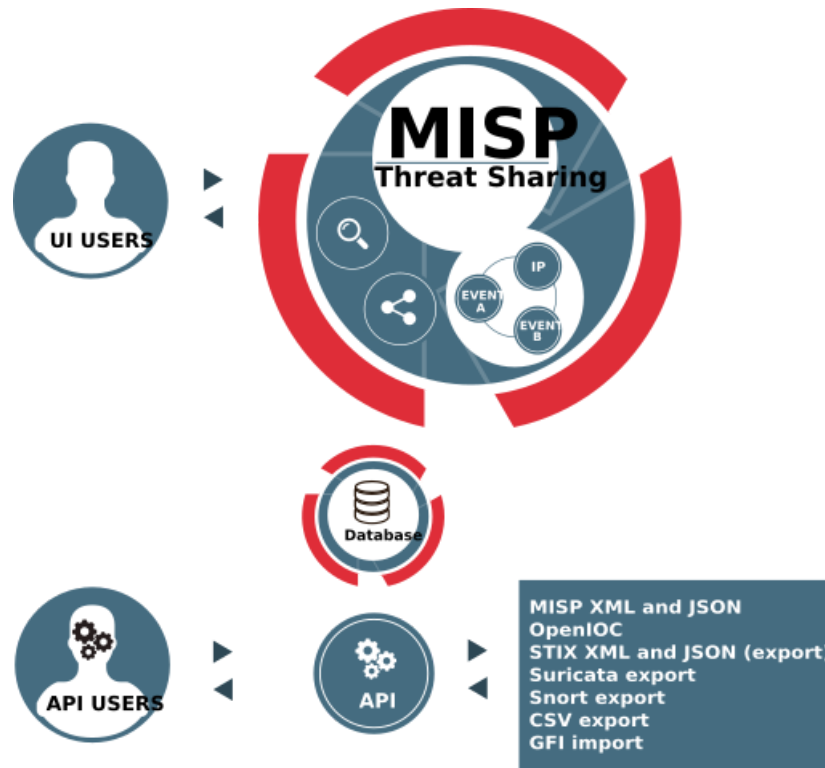 MISP
Threat Sharing
UI USERS
IP
EVENT
A
EVENT
B
Database
API USERS
API
MISP XML and JSON
OpenIOC
STIX XML and JSON (export)
Suricata export
Snort export
CSV export
GFI import